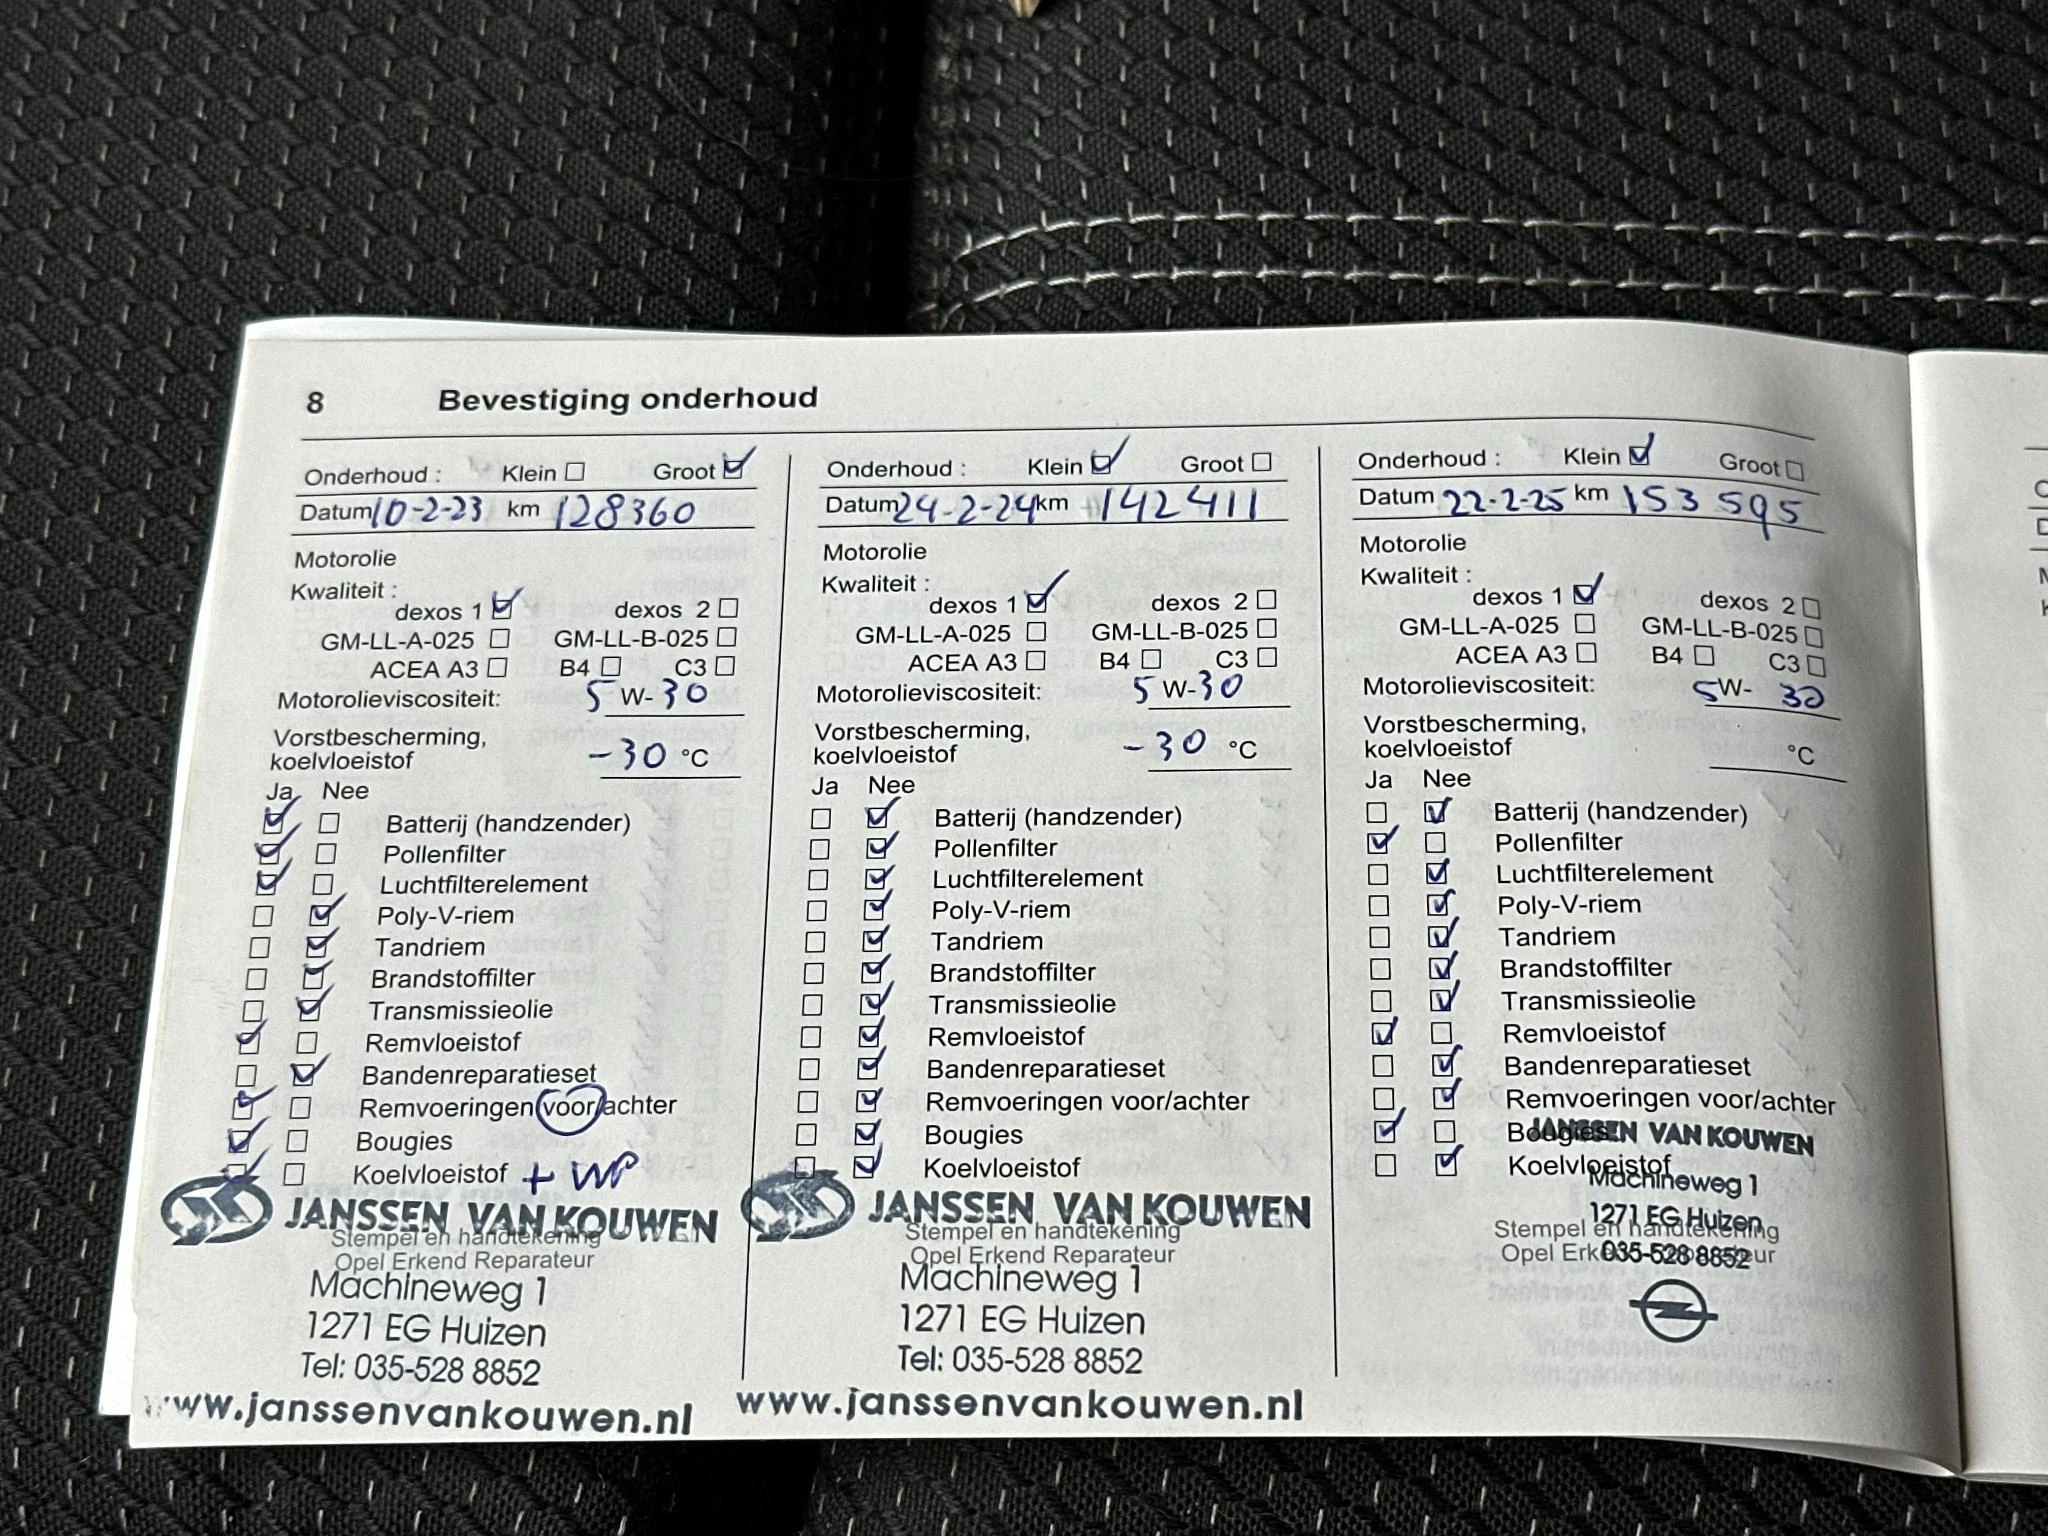 8 Bevestiging onderhoud
Onderhoud : Klein Groot
Datum 10-2-23 km 128360
Motorolie
Kwaliteit :
dexos 1 dexos 2
GM-LL-A-025 GM-LL-B-025
ACEA A3 B4 C3
Motorolieviscositeit: 5 W-30
Vorstbescherming,
koelvloeistof -30 °C
Ja Nee
Batterij (handzender)
Pollenfilter
Luchtfilterelement
Poly-V-riem
Tandriem
Brandstoffilter
Transmissieolie
Remvloeistof
Bandenreparatieset
Remvoeringen voor/achter
Bougies
Koelvloeistof + WP
JANSSEN VAN KOUWEN
Stempel en handtekening
Opel Erkend Reparateur
Machineweg 1
1271 EG Huizen
Tel: 035-528 8852
www.janssenvankouwen.nl
Onderhoud : Klein Groot
Datum 24-2-24 km 142411
Motorolie
Kwaliteit :
dexos 1 dexos 2
GM-LL-A-025 GM-LL-B-025
ACEA A3 B4 C3
Motorolieviscositeit: 5 W-30
Vorstbescherming,
koelvloeistof -30 °C
Ja Nee
Batterij (handzender)
Pollenfilter
Luchtfilterelement
Poly-V-riem
Tandriem
Brandstoffilter
Transmissieolie
Remvloeistof
Bandenreparatieset
Remvoeringen voor/achter
Bougies
Koelvloeistof
JANSSEN VAN KOUWEN
Stempel en handtekening
Opel Erkend Reparateur
Machineweg 1
1271 EG Huizen
Tel: 035-528 8852
www.janssenvankouwen.nl
Onderhoud : Klein Groot
Datum 22-2-25 km 153 595
Motorolie
Kwaliteit :
dexos 1 dexos 2
GM-LL-A-025 GM-LL-B-025
ACEA A3 B4 C3
Motorolieviscositeit: 5W- 30
Vorstbescherming,
koelvloeistof °C
Ja Nee
Batterij (handzender)
Pollenfilter
Luchtfilterelement
Poly-V-riem
Tandriem
Brandstoffilter
Transmissieolie
Remvloeistof
Bandenreparatieset
Remvoeringen voor/achter
Bougies
JANSSEN VAN KOUWEN
Koelvloeistof
Machineweg 1
1271 EG Huizen
Stempel en handtekening
Opel Erkend Reparateur
035-528 8852